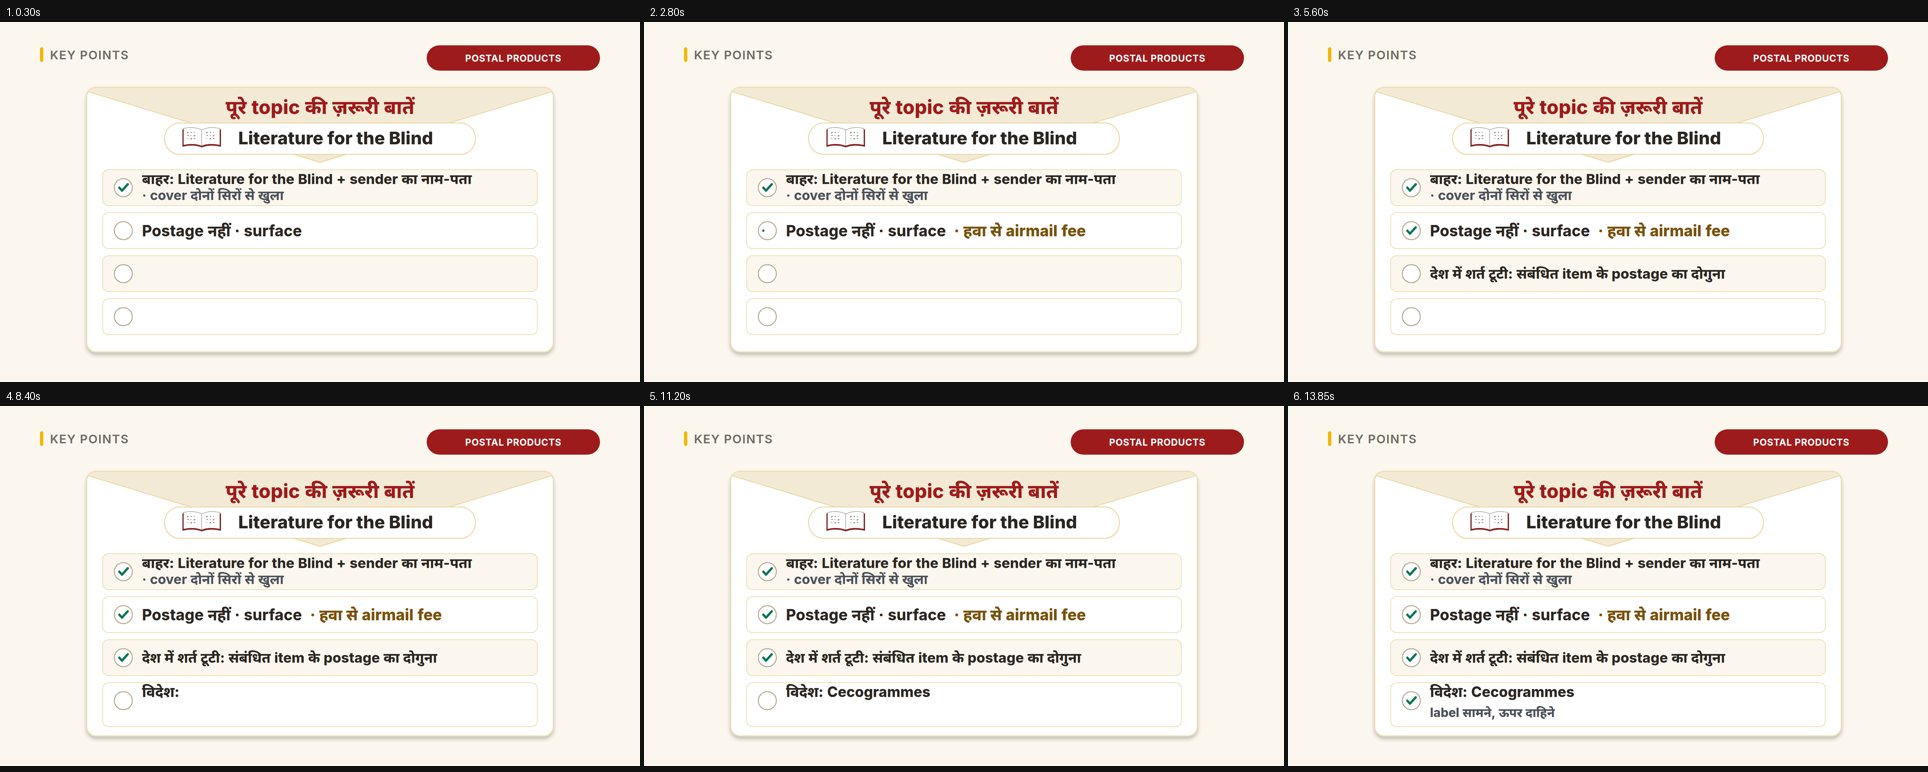 1. 0.30s
KEY POINTS
POSTAL PRODUCTS
पूरे topic की ज़रूरी बातें
Literature for the Blind
बाहर: Literature for the Blind + sender का नाम-पता
· cover दोनों सिरों से खुला
Postage नहीं · surface
2. 2.80s
KEY POINTS
POSTAL PRODUCTS
पूरे topic की ज़रूरी बातें
Literature for the Blind
बाहर: Literature for the Blind + sender का नाम-पता
· cover दोनों सिरों से खुला
Postage नहीं · surface · हवा से airmail fee
3. 5.60s
KEY POINTS
POSTAL PRODUCTS
पूरे topic की ज़रूरी बातें
Literature for the Blind
बाहर: Literature for the Blind + sender का नाम-पता
· cover दोनों सिरों से खुला
Postage नहीं · surface · हवा से airmail fee
देश में शर्त टूटी: संबंधित item के postage का दोगुना
4. 8.40s
KEY POINTS
POSTAL PRODUCTS
पूरे topic की ज़रूरी बातें
Literature for the Blind
बाहर: Literature for the Blind + sender का नाम-पता
· cover दोनों सिरों से खुला
Postage नहीं · surface · हवा से airmail fee
देश में शर्त टूटी: संबंधित item के postage का दोगुना
विदेश:
5. 11.20s
KEY POINTS
POSTAL PRODUCTS
पूरे topic की ज़रूरी बातें
Literature for the Blind
बाहर: Literature for the Blind + sender का नाम-पता
· cover दोनों सिरों से खुला
Postage नहीं · surface · हवा से airmail fee
देश में शर्त टूटी: संबंधित item के postage का दोगुना
विदेश: Cecogrammes
6. 13.85s
KEY POINTS
POSTAL PRODUCTS
पूरे topic की ज़रूरी बातें
Literature for the Blind
बाहर: Literature for the Blind + sender का नाम-पता
· cover दोनों सिरों से खुला
Postage नहीं · surface · हवा से airmail fee
देश में शर्त टूटी: संबंधित item के postage का दोगुना
विदेश: Cecogrammes
label सामने, ऊपर दाहिने